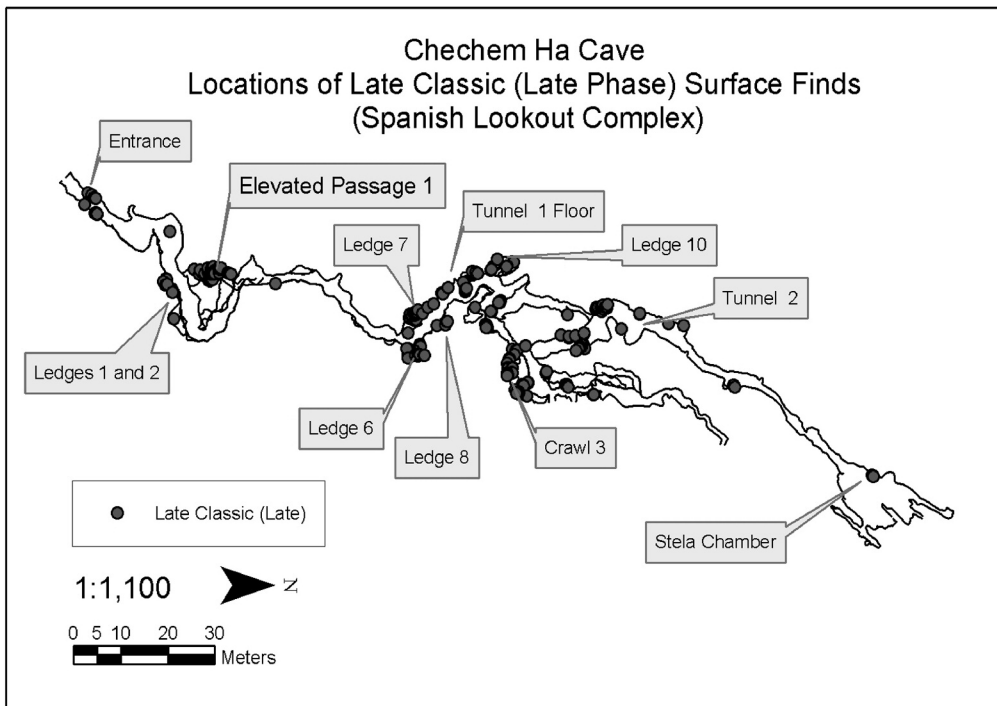 Chechem Ha Cave
Locations of Late Classic (Late Phase) Surface Finds
(Spanish Lookout Complex)
Entrance
Elevated Passage 1
Tunnel 1 Floor
Ledge 7
Ledge 10
Tunnel 2
Ledges 1 and 2
Ledge 6
Ledge 8
Crawl 3
Stela Chamber
Late Classic (Late)
1:1,100
N
0 5 10 20 30
Meters